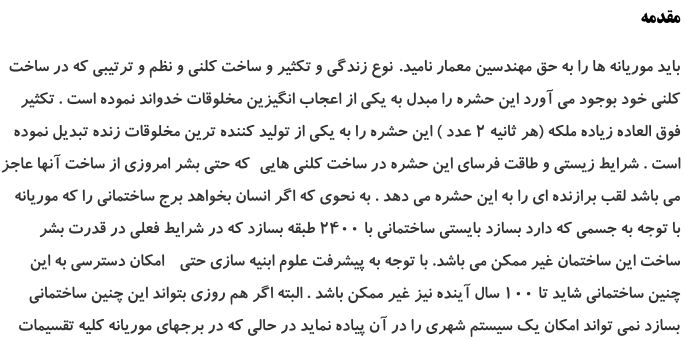 مقدمه
باید موریانه ها را به حق مهندسین معمار نامید. نوع زندگی و تکثیر و ساخت کلنی و نظم و ترتیبی که در ساخت
کلنی خود بوجود می آورد این حشره را مبدل به یکی از اعجاب انگیزین مخلوقات خدواند نموده است . تکثیر
فوق العاده زیاده ملکه (هر ثانیه ۲ عدد ) این حشره را به یکی از تولید کننده ترین مخلوقات زنده تبدیل نموده
است . شرایط زیستی و طاقت فرسای این حشره در ساخت کلنی هایی که حتی بشر امروزی از ساخت آنها عاجز
می باشد لقب برازنده ای را به این حشره می دهد . به نحوی که اگر انسان بخواهد برج ساختمانی را که موریانه
با توجه به جسمی که دارد بسازد بایستی ساختمانی با ۲۴۰۰ طبقه بسازد که در شرایط فعلی در قدرت بشر
ساخت این ساختمان غیر ممکن می باشد. با توجه به پیشرفت علوم ابنیه سازی حتی امکان دسترسی به این
چنین ساختمانی شاید تا ۱۰۰ سال آینده نیز غیر ممکن باشد . البته اگر هم روزی بتواند این چنین ساختمانی
بسازد نمی تواند امکان یک سیستم شهری را در آن پیاده نماید در حالی که در برجهای موریانه کلیه تقسیمات